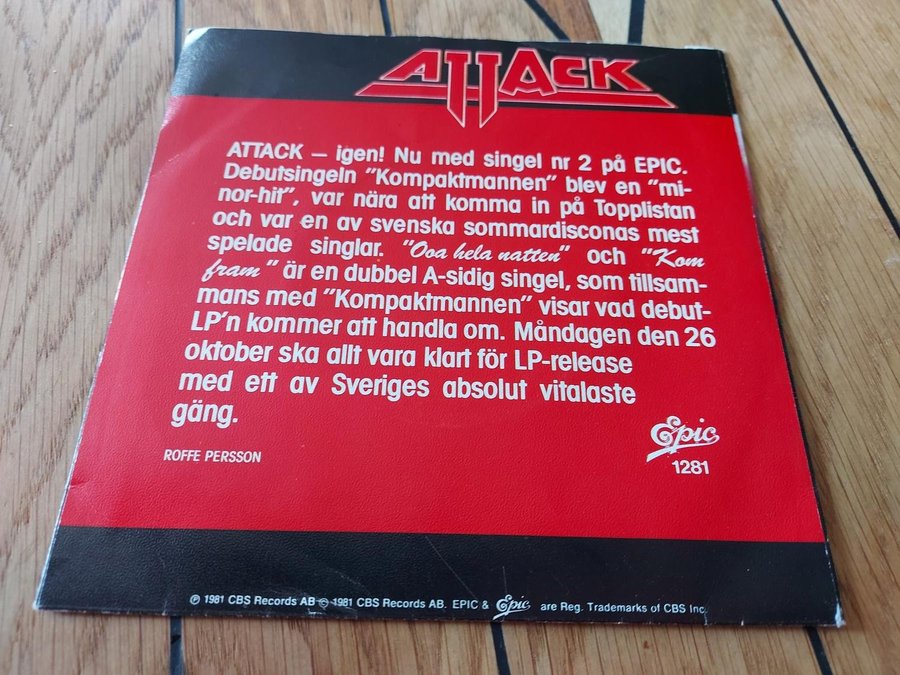 ATTACK
ATTACK – igen! Nu med singel nr 2 på EPIC.
Debutsingeln "Kompaktmannen" blev en "mi-
nor-hit", var nära att komma in på Topplistan
och var en av svenska sommardisconas mest
spelade singlar. "Ooa hela natten" och "Kom
fram" är en dubbel A-sidig singel, som tillsam-
mans med "Kompaktmannen" visar vad debut-
LP'n kommer att handla om. Måndagen den 26
oktober ska allt vara klart för LP-release
med ett av Sveriges absolut vitalaste
gäng.
ROFFE PERSSON
Epic
1281
℗ 1981 CBS Records AB © 1981 CBS Records AB. EPIC & Epic are Reg. Trademarks of CBS Inc.